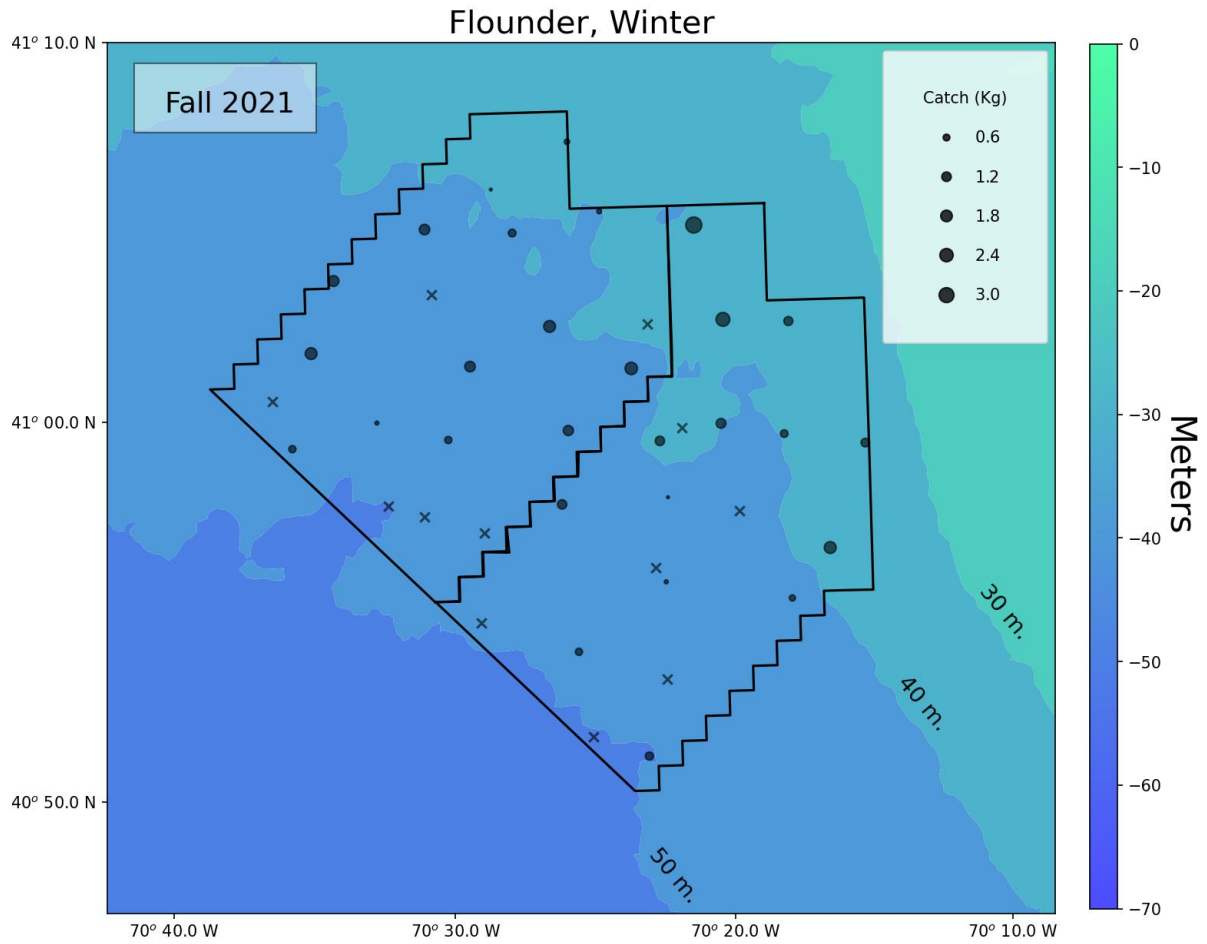 Flounder, Winter
41° 10.0 N
Fall 2021
Catch (Kg)
0.6
1.2
1.8
2.4
3.0
41° 00.0 N
40° 50.0 N
30 m.
40 m.
50 m.
70° 40.0 W
70° 30.0 W
70° 20.0 W
70° 10.0 W
0
−10
−20
−30
−40
−50
−60
−70
Meters